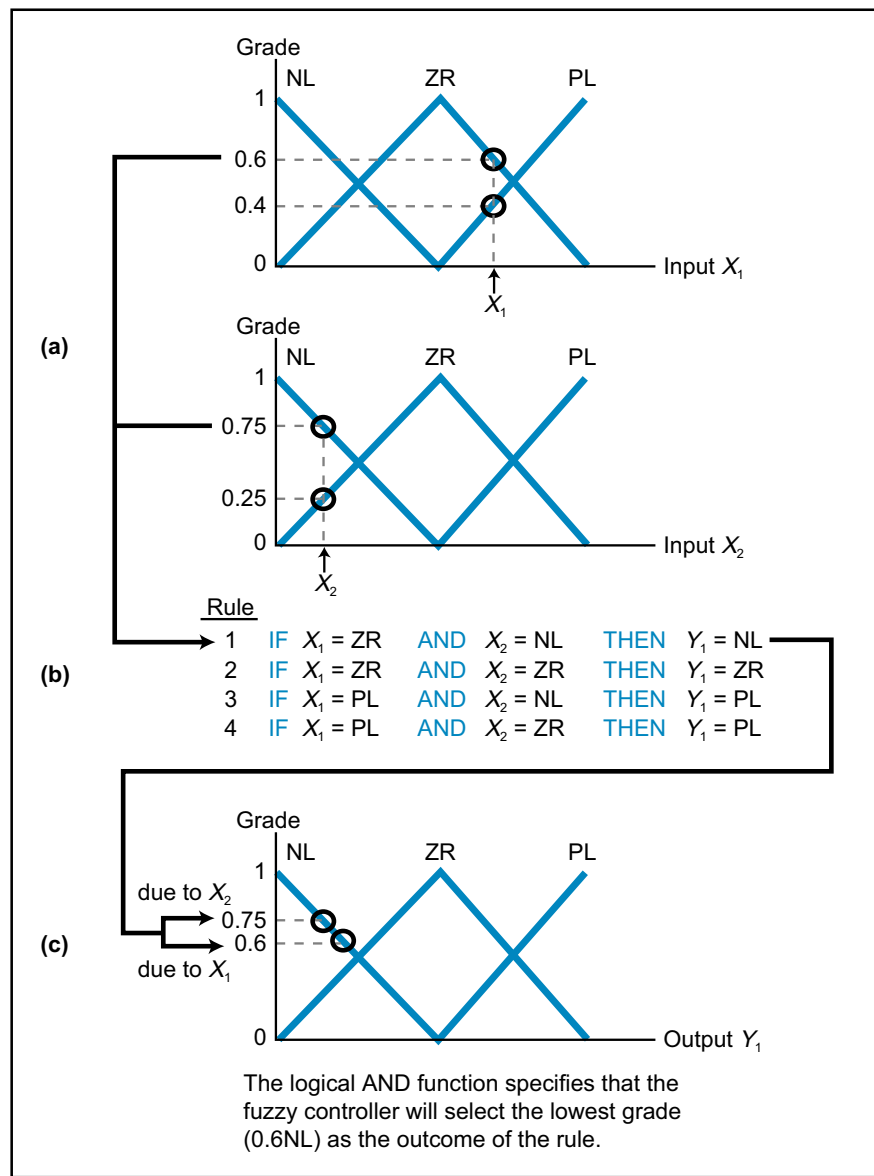 Grade
NL ZR PL
1
0.6
0.4
0
Input X₁
X₁
(a)
Grade
NL ZR PL
1
0.75
0.25
0
Input X₂
X₂
(b)
Rule
1 IF X₁ = ZR AND X₂ = NL THEN Y₁ = NL
2 IF X₁ = ZR AND X₂ = ZR THEN Y₁ = ZR
3 IF X₁ = PL AND X₂ = NL THEN Y₁ = PL
4 IF X₁ = PL AND X₂ = ZR THEN Y₁ = PL
(c)
Grade
NL ZR PL
1
due to X₂
0.75
0.6
due to X₁
0
Output Y₁
The logical AND function specifies that the
fuzzy controller will select the lowest grade
(0.6NL) as the outcome of the rule.